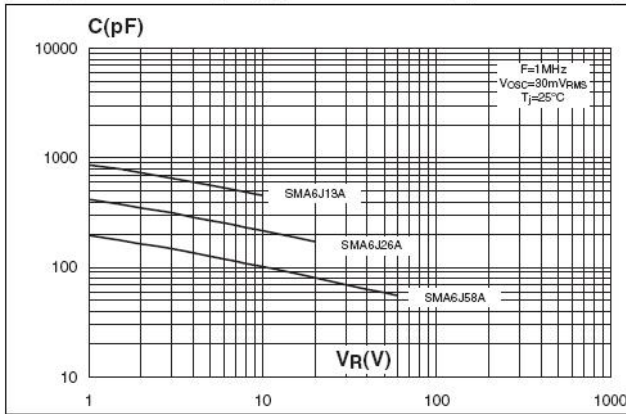 C(pF)
10000
F=1MHz
VOSC=30mVRMS
Tj=25°C
1000
SMA6J13A
SMA6J26A
100
SMA6J58A
VR(V)
10
1
10
100
1000